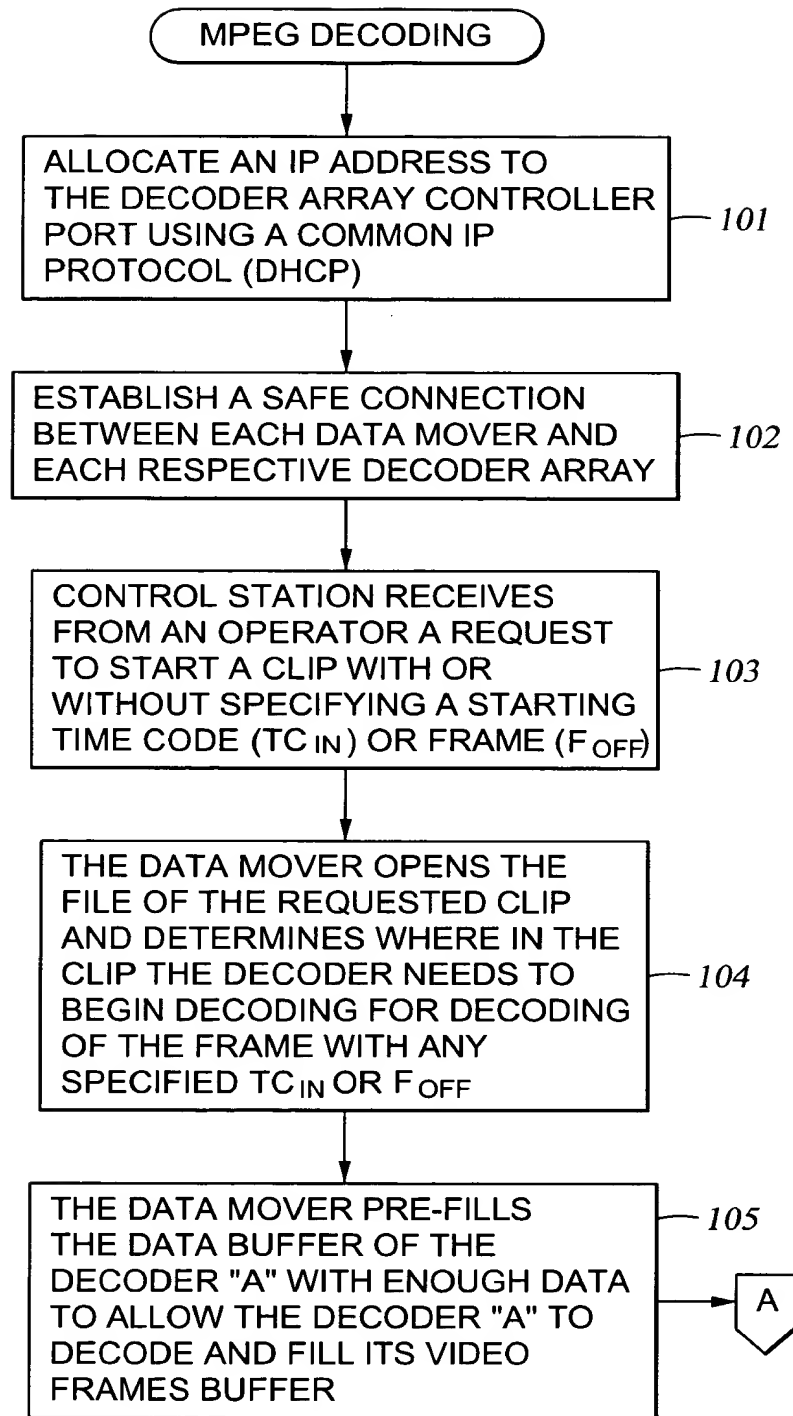 MPEG DECODING
ALLOCATE AN IP ADDRESS TO
THE DECODER ARRAY CONTROLLER
PORT USING A COMMON IP
PROTOCOL (DHCP)
101
ESTABLISH A SAFE CONNECTION
BETWEEN EACH DATA MOVER AND
EACH RESPECTIVE DECODER ARRAY
102
CONTROL STATION RECEIVES
FROM AN OPERATOR A REQUEST
TO START A CLIP WITH OR
WITHOUT SPECIFYING A STARTING
TIME CODE (TC IN) OR FRAME (F OFF)
103
THE DATA MOVER OPENS THE
FILE OF THE REQUESTED CLIP
AND DETERMINES WHERE IN THE
CLIP THE DECODER NEEDS TO
BEGIN DECODING FOR DECODING
OF THE FRAME WITH ANY
SPECIFIED TC IN OR F OFF
104
THE DATA MOVER PRE-FILLS
THE DATA BUFFER OF THE
DECODER "A" WITH ENOUGH DATA
TO ALLOW THE DECODER "A" TO
DECODE AND FILL ITS VIDEO
FRAMES BUFFER
105
A